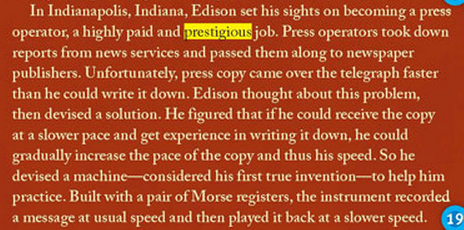 In Indianapolis, Indiana, Edison set his sights on becoming a press
operator, a highly paid and prestigious job. Press operators took down
reports from news services and passed them along to newspaper
publishers. Unfortunately, press copy came over the telegraph faster
than he could write it down. Edison thought about this problem,
then devised a solution. He figured that if he could receive the copy
at a slower pace and get experience in writing it down, he could
gradually increase the pace of the copy and thus his speed. So he
devised a machine—considered his first true invention—to help him
practice. Built with a pair of Morse registers, the instrument recorded
a message at usual speed and then played it back at a slower speed.
19